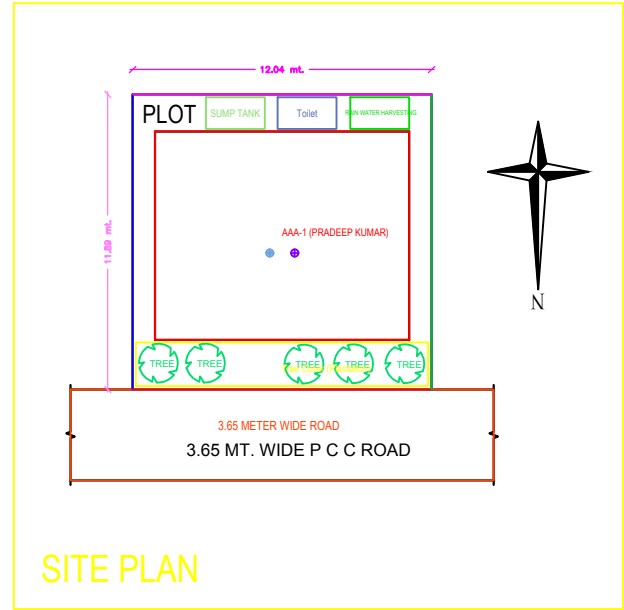 12.04 mt.
PLOT
SUMP TANK
Toilet
RAIN WATER HARVESTING
11.89 mt.
AAA-1 (PRADEEP KUMAR)
N
TREE
TREE
TREE
TREE
TREE
3.65 METER WIDE ROAD
3.65 MT. WIDE P C C ROAD
SITE PLAN